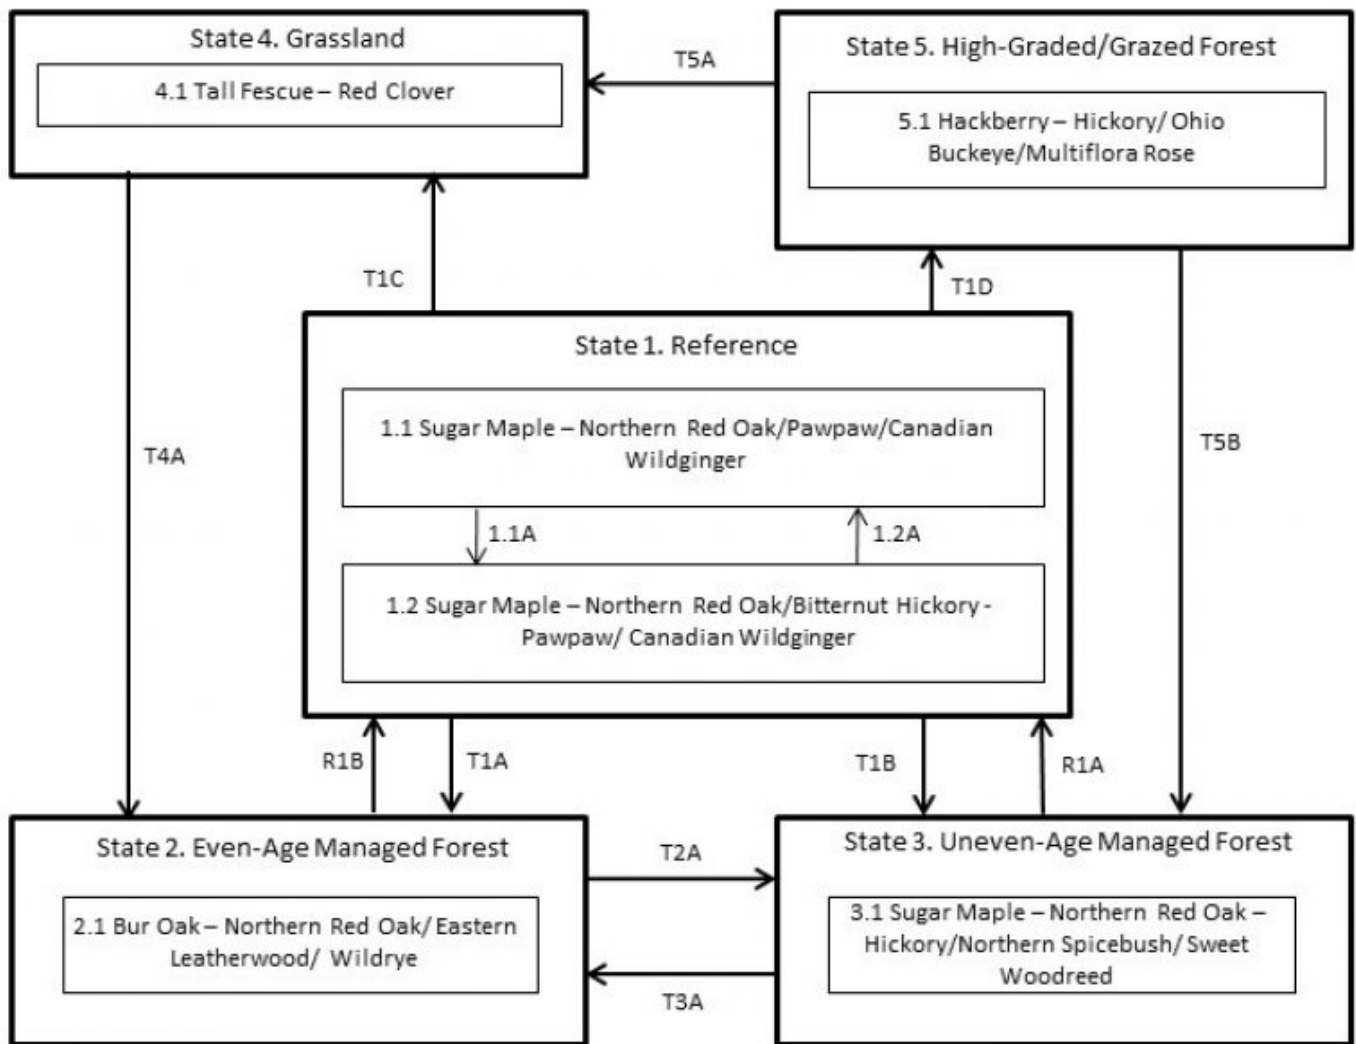 State 4. Grassland
4.1 Tall Fescue – Red Clover
T5A
State 5. High-Graded/Grazed Forest
5.1 Hackberry – Hickory/ Ohio
Buckeye/Multiflora Rose
T1C
T1D
State 1. Reference
1.1 Sugar Maple – Northern Red Oak/Pawpaw/Canadian
Wildginger
T4A
T5B
1.1A
1.2A
1.2 Sugar Maple – Northern Red Oak/Bitternut Hickory -
Pawpaw/ Canadian Wildginger
R1B
T1A
T1B
R1A
State 2. Even-Age Managed Forest
2.1 Bur Oak – Northern Red Oak/ Eastern
Leatherwood/ Wildrye
T2A
T3A
State 3. Uneven-Age Managed Forest
3.1 Sugar Maple – Northern Red Oak –
Hickory/Northern Spicebush/ Sweet
Woodreed